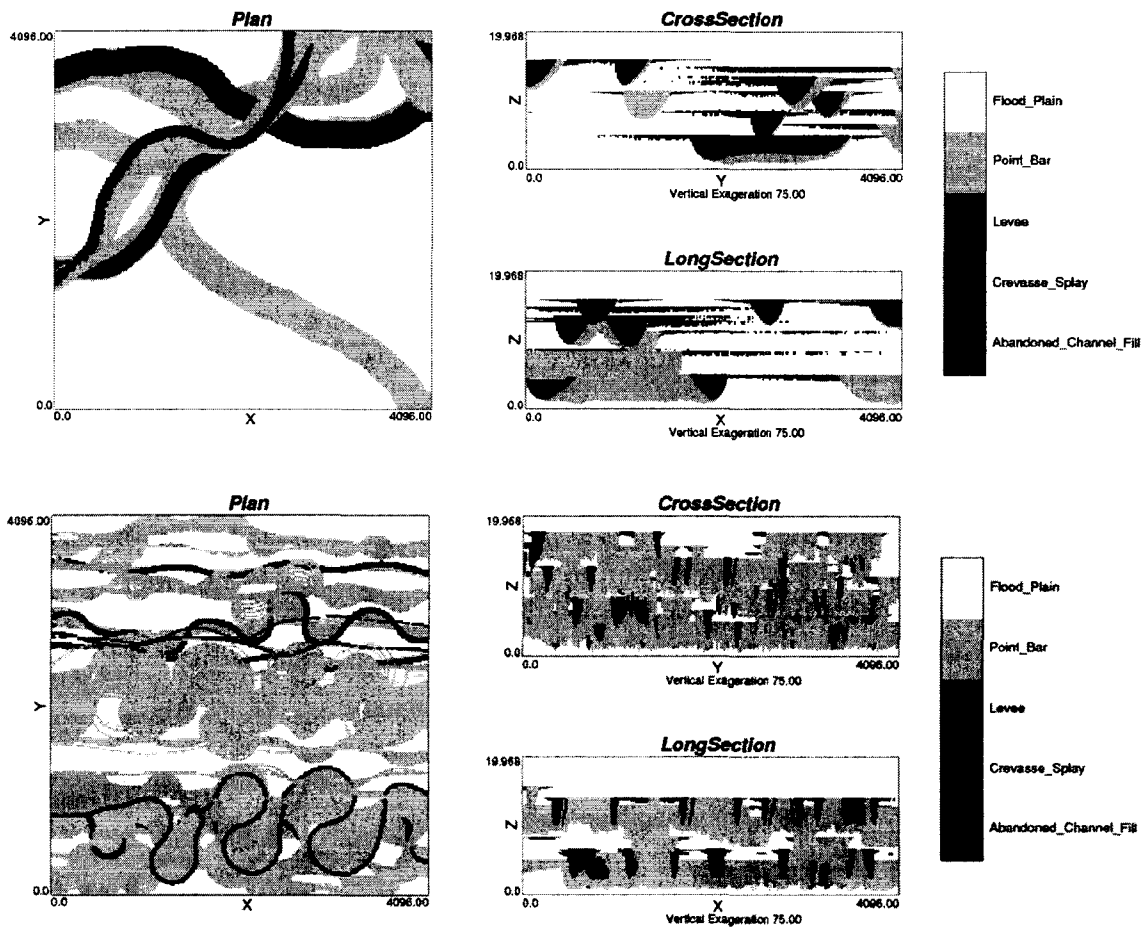 Plan
4096.00
Y
0.0
0.0
X
4096.00
CrossSection
19.968
Z
0.0
0.0
Y
4096.00
Vertical Exageration 75.00
LongSection
19.968
Z
0.0
0.0
X
4096.00
Vertical Exageration 75.00
Flood_Plain
Point_Bar
Levee
Crevasse_Splay
Abandoned_Channel_Fill
Plan
4096.00
Y
0.0
0.0
X
4096.00
CrossSection
19.968
Z
0.0
0.0
Y
4096.00
Vertical Exageration 75.00
LongSection
19.968
Z
0.0
0.0
X
4096.00
Vertical Exageration 75.00
Flood_Plain
Point_Bar
Levee
Crevasse_Splay
Abandoned_Channel_Fill